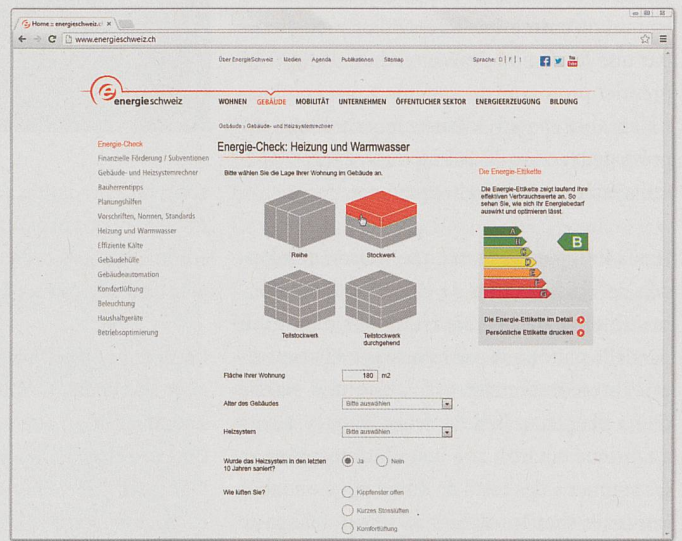 Home :: energieschweiz.c
www.energieschweiz.ch
Über EnergieSchweiz Medien Agenda Publikationen Sitemap
Sprache: D | F | I
You Tube
energieschweiz
WOHNEN GEBÄUDE MOBILITÄT UNTERNEHMEN ÖFFENTLICHER SEKTOR ENERGIEERZEUGUNG BILDUNG
Gebäude > Gebäude- und Heizsystemrechner
Energie-Check
Finanzielle Förderung / Subventionen
Gebäude- und Heizsystemrechner
Bauherrentipps
Planungshilfen
Vorschriften, Normen, Standards
Heizung und Warmwasser
Effiziente Kälte
Gebäudehülle
Gebäudeautomation
Komfortlüftung
Beleuchtung
Haushaltgeräte
Betriebsoptimierung
Energie-Check: Heizung und Warmwasser
Bitte wählen Sie die Lage Ihrer Wohnung im Gebäude an.
Reihe
Stockwerk
Teilstockwerk
Teilstockwerk
durchgehend
Fläche Ihrer Wohnung 180 m2
Alter des Gebäudes Bitte auswählen
Heizsystem Bitte auswählen
Wurde das Heizsystem in den letzten
10 Jahren saniert?
Ja Nein
Wie lüften Sie?
Kippfenster offen
Kurzes Stosslüften
Komfortlüftung
Die Energie-Ettikette
Die Energie-Ettikette zeigt laufend Ihre
effektiven Verbrauchswerte an. So
sehen Sie, wie sich Ihr Energiebedarf
auswirkt und optimieren lässt.
A
B
C
D
E
F
G
B
Die Energie-Ettikette im Detail
Persönliche Ettikette drucken